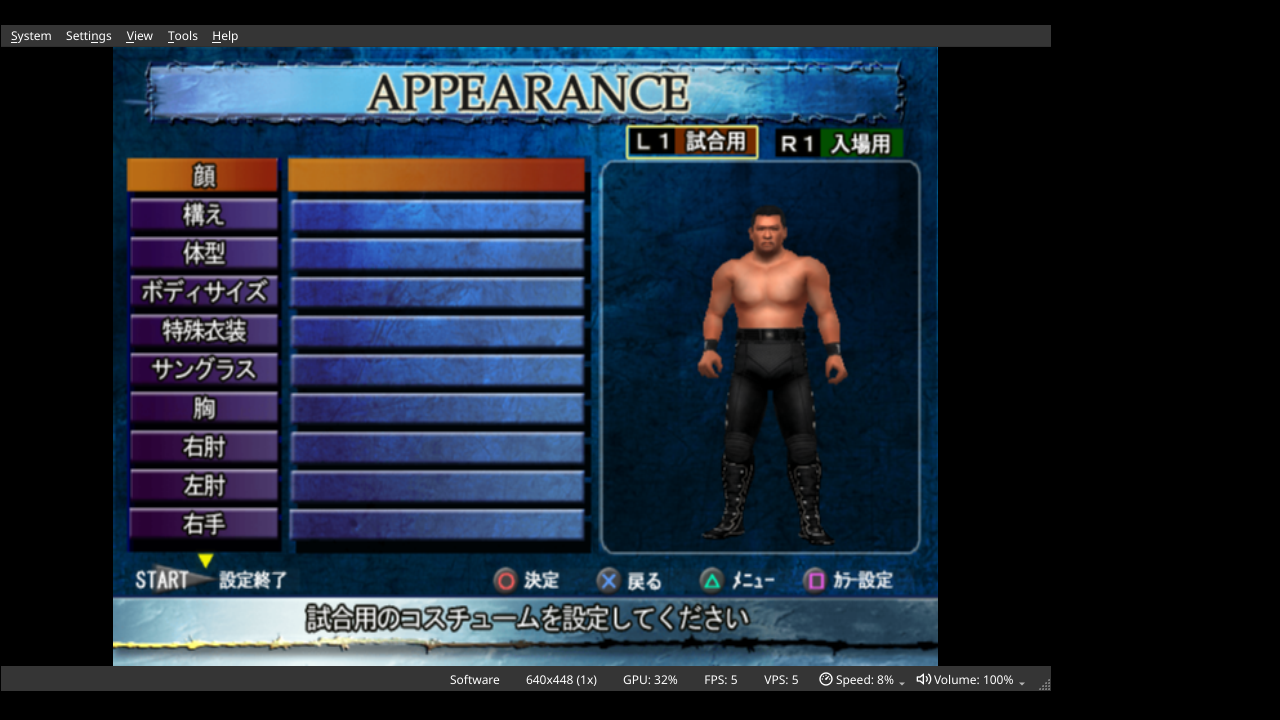 System Settings View Tools Help
APPEARANCE
L1 試合用 R1 入場用
顔
構え
体型
ボディサイズ
特殊衣装
サングラス
胸
右肘
左肘
右手
START 設定終了 決定 戻る メニュー カラー設定
試合用のコスチュームを設定してください
Software 640x448 (1x) GPU: 32% FPS: 5 VPS: 5 Speed: 8% Volume: 100%